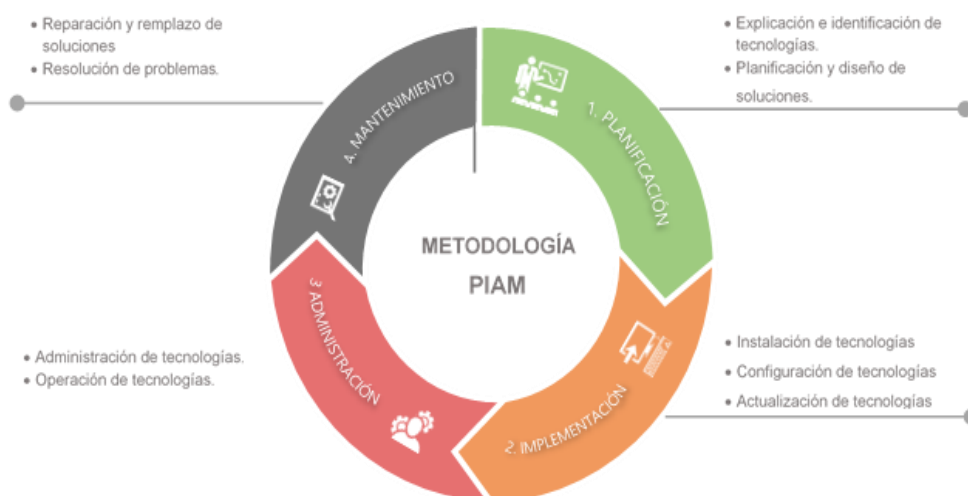 • Reparación y remplazo de
soluciones
• Resolución de problemas.
• Explicación e identificación de
tecnologías.
• Planificación y diseño de
soluciones.
4. MANTENIMIENTO
1. PLANIFICACIÓN
METODOLOGÍA
PIAM
3 ADMINISTRACIÓN
2. IMPLEMENTACIÓN
• Administración de tecnologías.
• Operación de tecnologías.
• Instalación de tecnologías
• Configuración de tecnologías
• Actualización de tecnologías